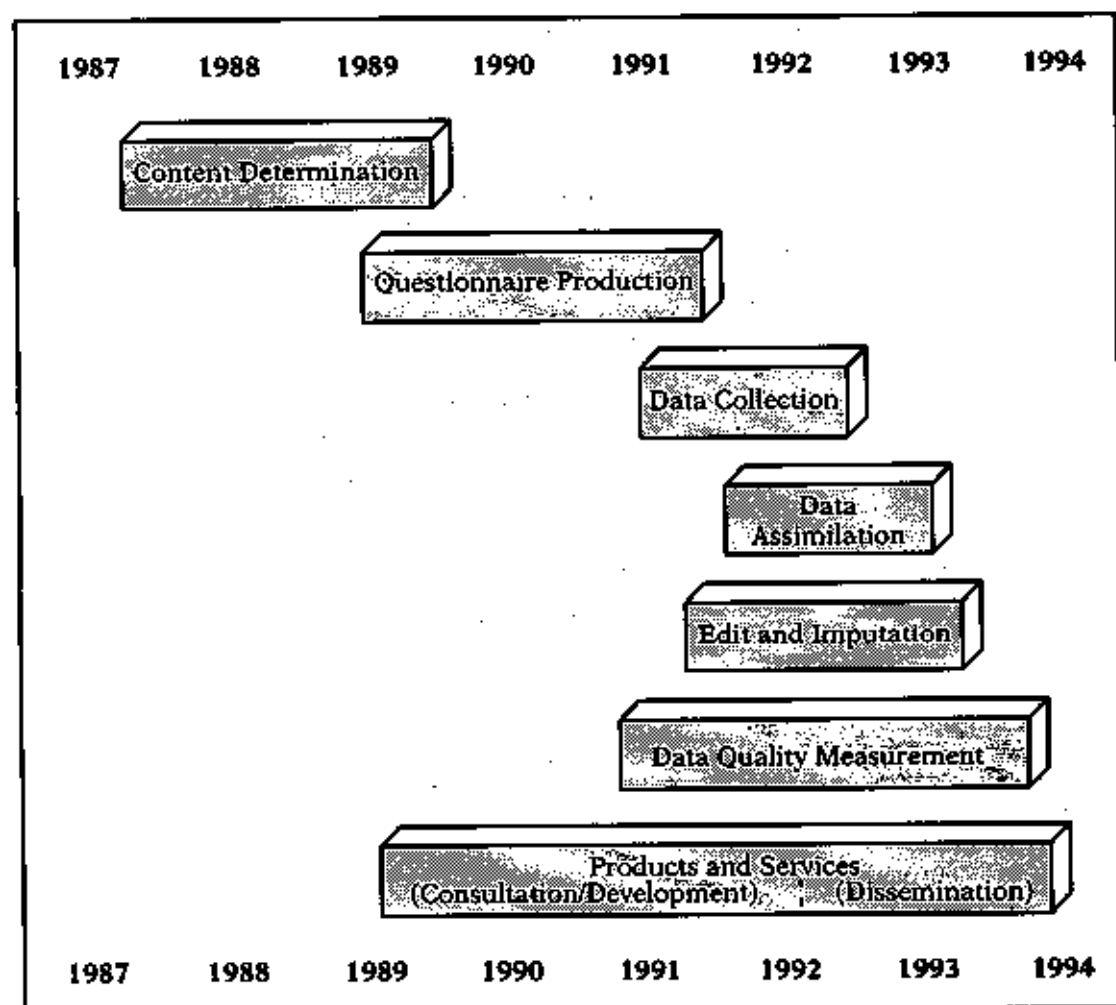 1987 1988 1989 1990 1991 1992 1993 1994
Content Determination
Questionnaire Production
Data Collection
Data
Assimilation
Edit and Imputation
Data Quality Measurement
Products and Services
(Consultation/Development) (Dissemination)
1987 1988 1989 1990 1991 1992 1993 1994